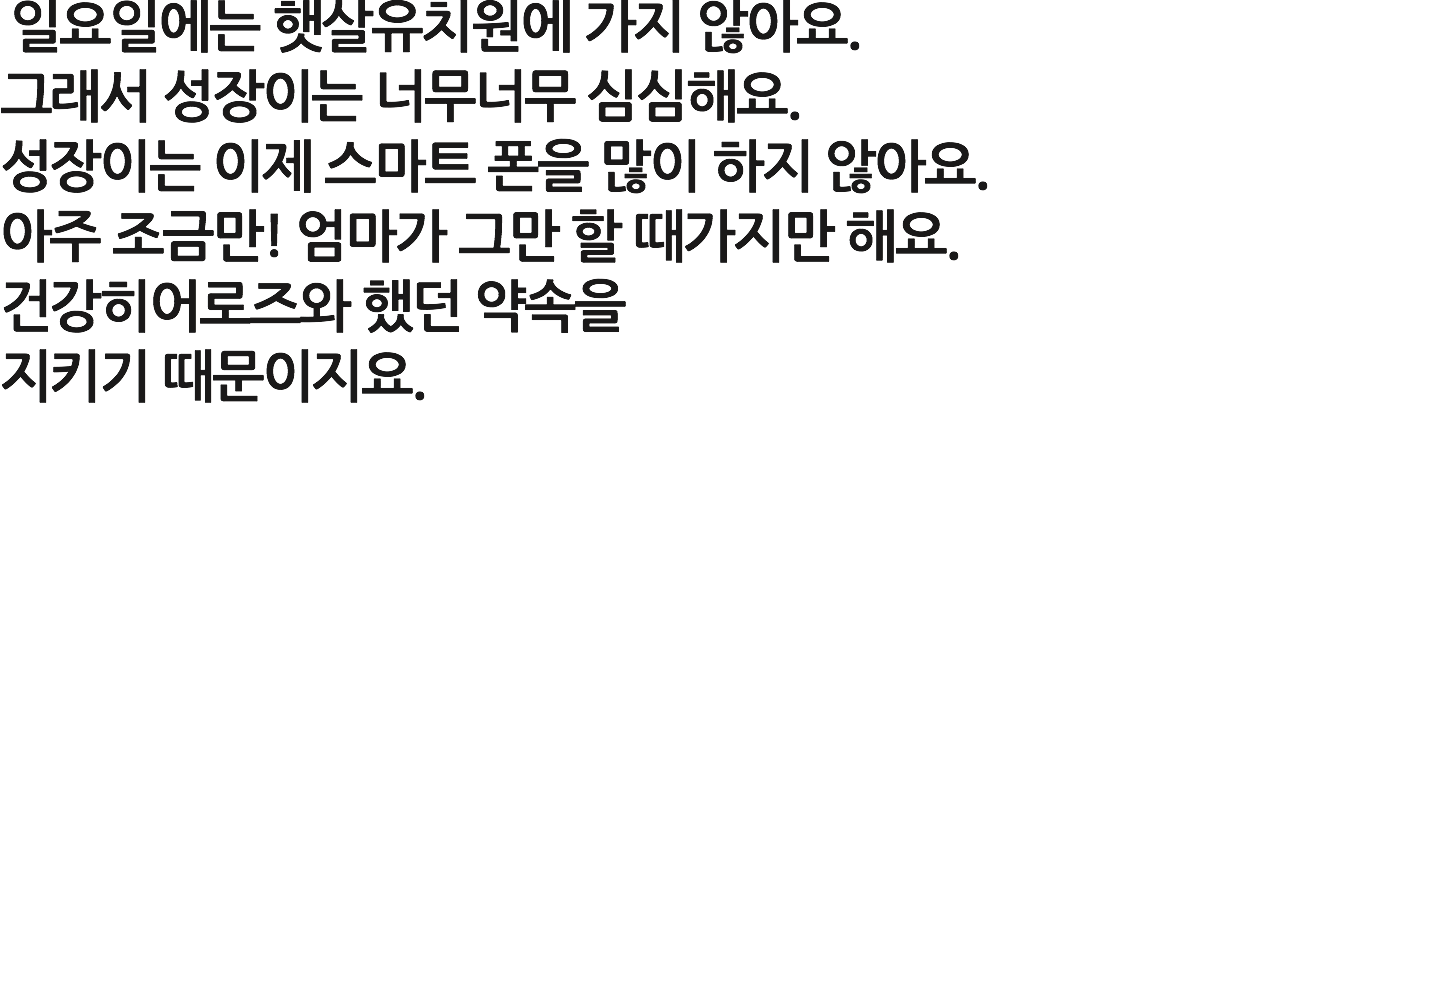 일요일에는 햇살유치원에 가지 않아요.
그래서 성장이는 너무너무 심심해요.
성장이는 이제 스마트 폰을 많이 하지 않아요.
아주 조금만! 엄마가 그만 할 때가지만 해요.
건강히어로즈와 했던 약속을
지키기 때문이지요.